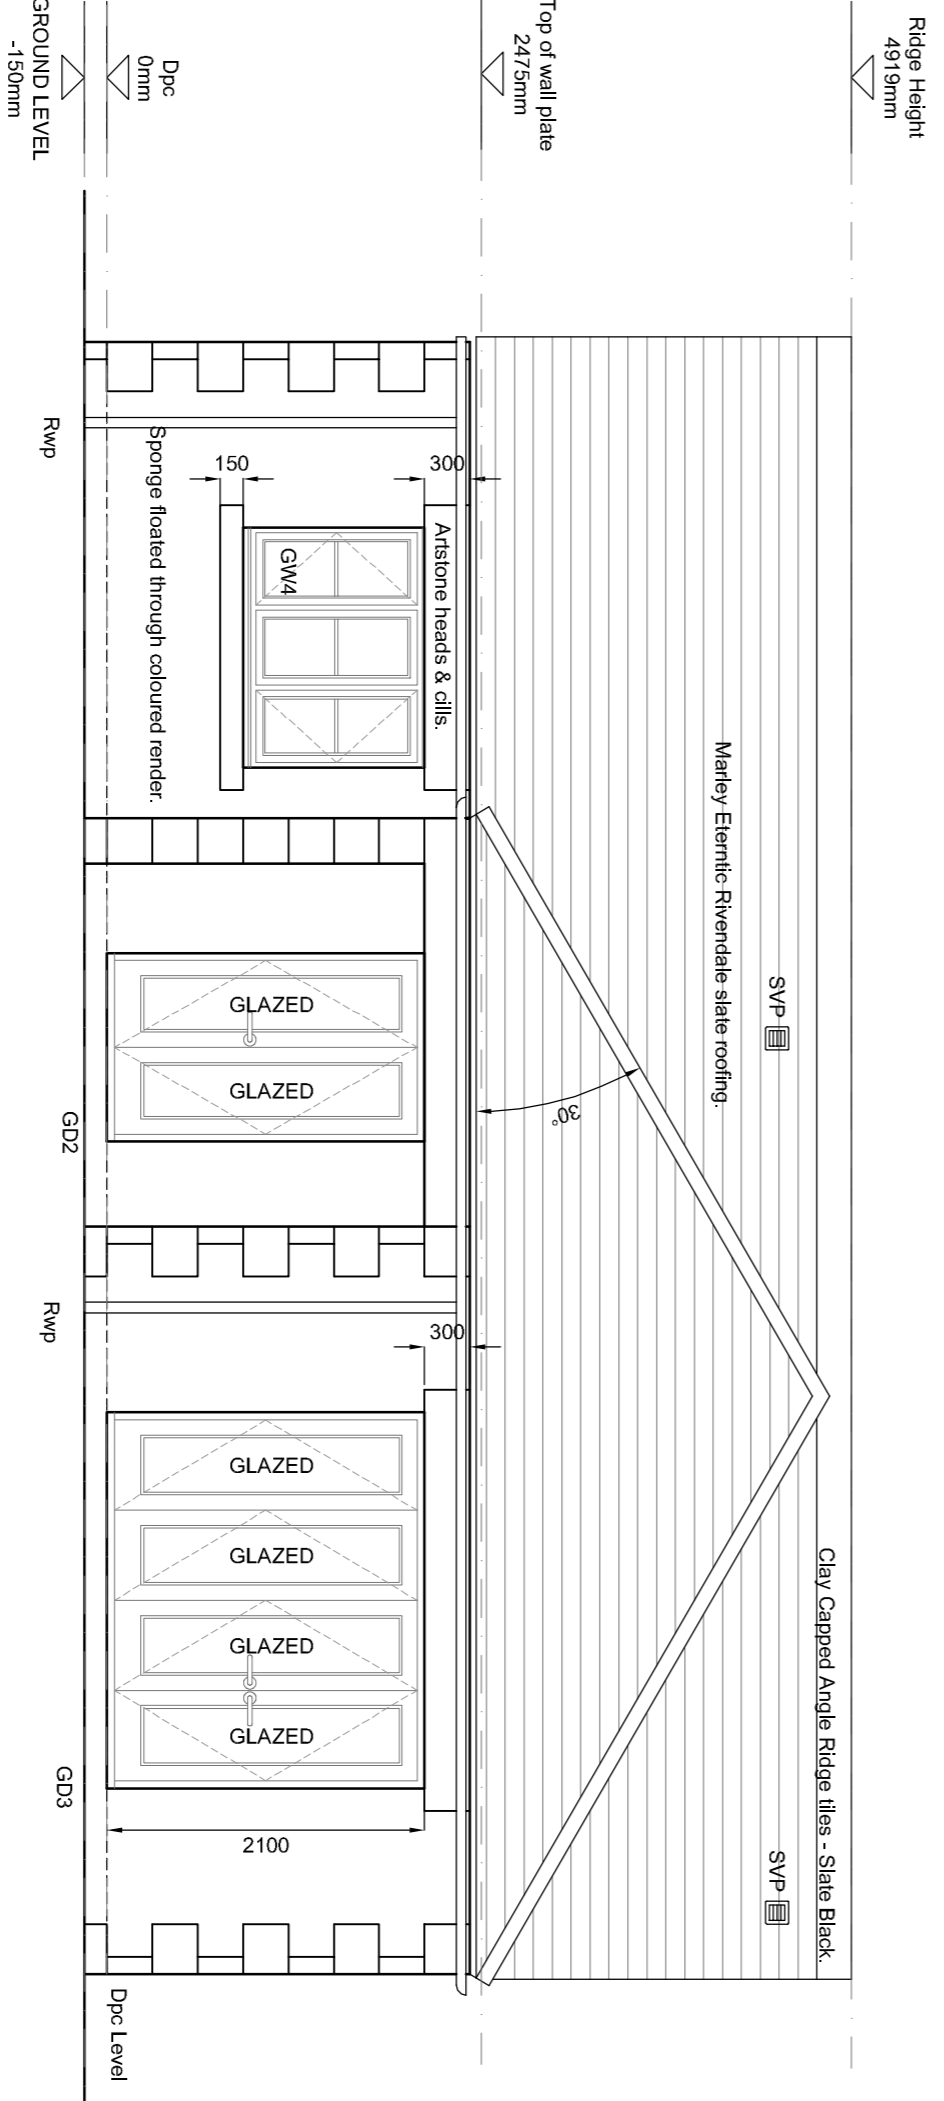 Ridge Height
4919mm
Clay Capped Angle Ridge tiles - Slate Black.
SVP
SVP
Marley Eterntic Rivendale slate roofing.
30°
Top of wall plate
2475mm
300
Artstone heads & cills.
300
GW4
150
GLAZED
GLAZED
GLAZED
GLAZED
GLAZED
GLAZED
2100
Sponge floated through coloured render.
Dpc
0mm
Dpc Level
GROUND LEVEL
-150mm
Rwp
GD2
Rwp
GD3